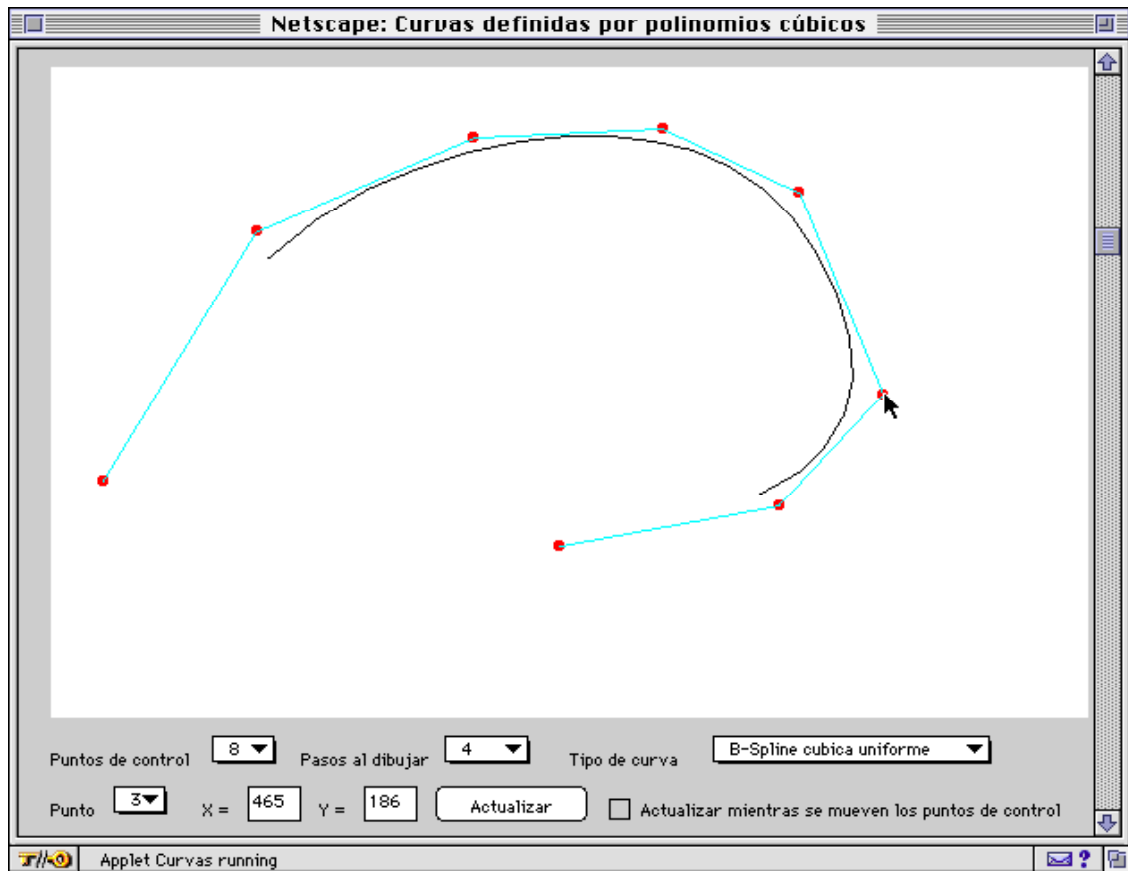 Netscape: Curvas definidas por polinomios cúbicos
Puntos de control 8 Pasos al dibujar 4 Tipo de curva B-Spline cubica uniforme
Punto 3 X = 465 Y = 186 Actualizar Actualizar mientras se mueven los puntos de control
Applet Curvas running ?